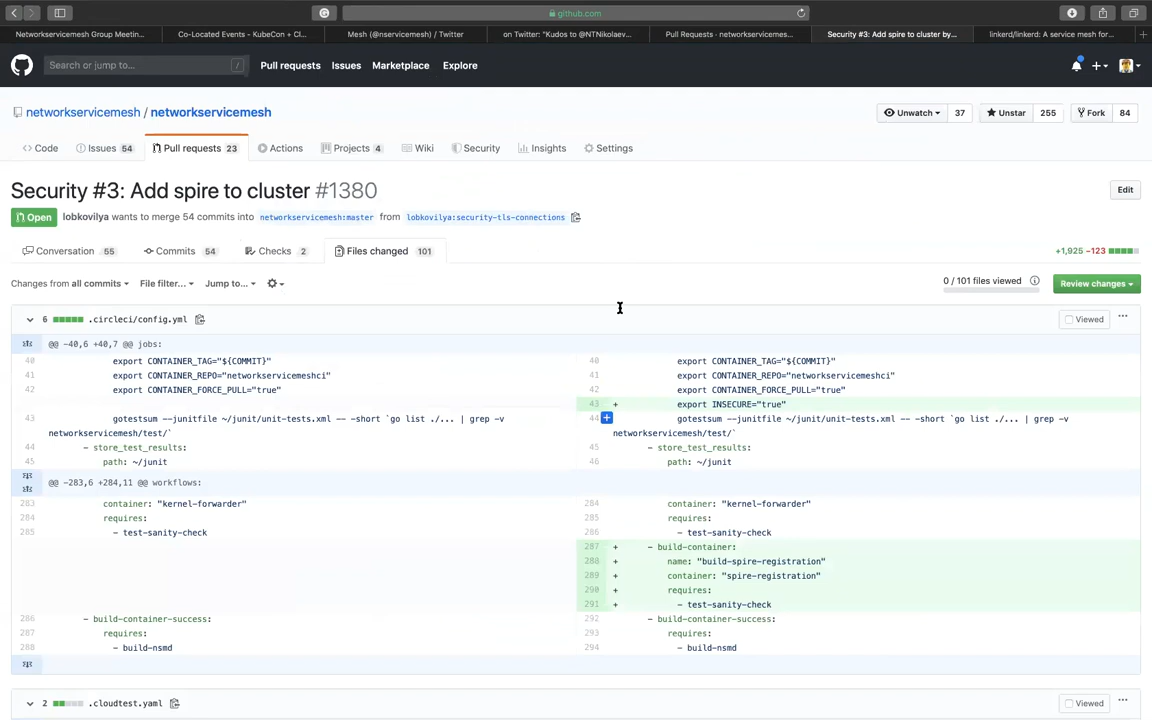 github.com
Networkservicemesh Group Meetin...
Co-Located Events - KubeCon + Cl...
Mesh (@nservicemesh) / Twitter
on Twitter: "Kudos to @NTNikolaev...
Pull Requests · networkservicemes...
Security #3: Add spire to cluster by...
linkerd/linkerd: A service mesh for...
Search or jump to...
/
Pull requests
Issues
Marketplace
Explore
networkservicemesh / networkservicemesh
Unwatch 37
Unstar 255
Fork 84
Code
Issues 54
Pull requests 23
Actions
Projects 4
Wiki
Security
Insights
Settings
Security #3: Add spire to cluster #1380
Edit
Open lobkovilya wants to merge 54 commits into networkservicemesh:master from lobkovilya:security-tls-connections
Conversation 55
Commits 54
Checks 2
Files changed 101
+1,925 −123
Changes from all commits
File filter...
Jump to...
0 / 101 files viewed
Review changes
6 .circleci/config.yml
Viewed
@@ -40,6 +40,7 @@ jobs:
40 export CONTAINER_TAG="${COMMIT}"
41 export CONTAINER_REPO="networkservicemeshci"
42 export CONTAINER_FORCE_PULL="true"
43 gotestsum --junitfile ~/junit/unit-tests.xml -- -short `go list ./... | grep -v
networkservicemesh/test/`
44 - store_test_results:
45 path: ~/junit
40 export CONTAINER_TAG="${COMMIT}"
41 export CONTAINER_REPO="networkservicemeshci"
42 export CONTAINER_FORCE_PULL="true"
43 + export INSECURE="true"
44 gotestsum --junitfile ~/junit/unit-tests.xml -- -short `go list ./... | grep -v
networkservicemesh/test/`
45 - store_test_results:
46 path: ~/junit
@@ -283,6 +284,11 @@ workflows:
283 container: "kernel-forwarder"
284 requires:
285 - test-sanity-check
286 - build-container-success:
287 requires:
288 - build-nsmd
284 container: "kernel-forwarder"
285 requires:
286 - test-sanity-check
287 + - build-container:
288 + name: "build-spire-registration"
289 + container: "spire-registration"
290 + requires:
291 + - test-sanity-check
292 - build-container-success:
293 requires:
294 - build-nsmd
2 .cloudtest.yaml
Viewed